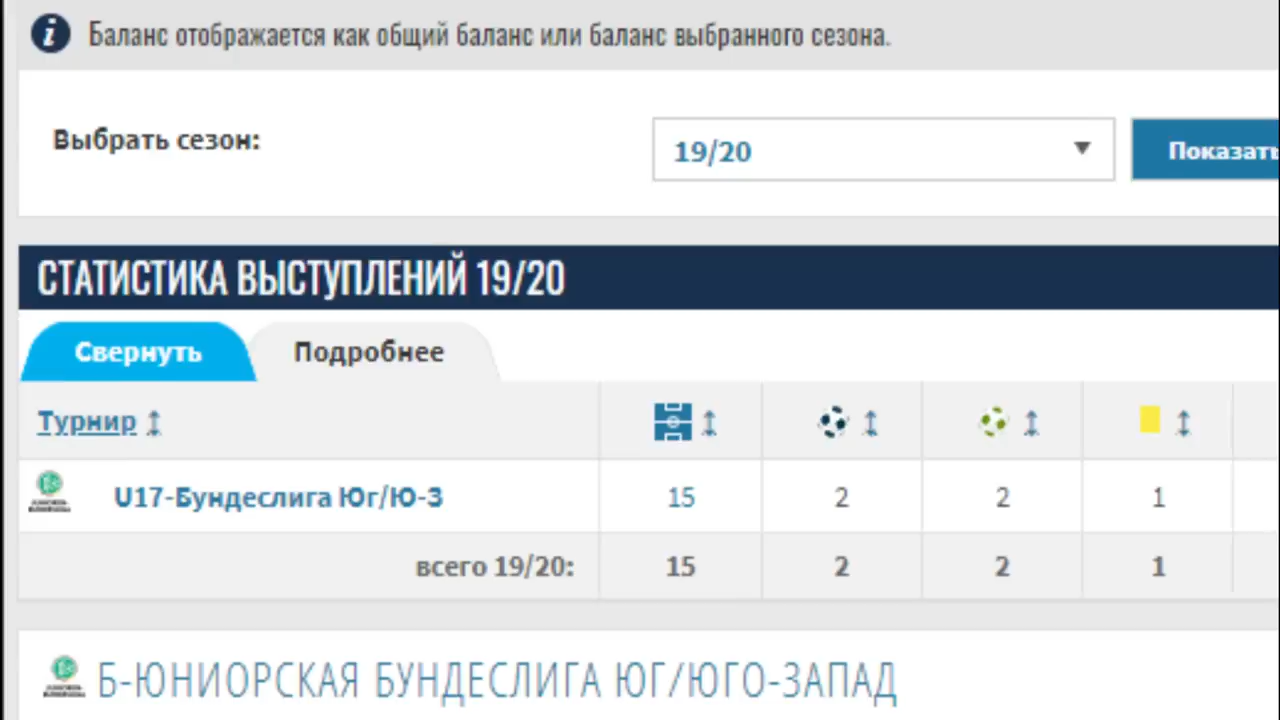 Баланс отображается как общий баланс или баланс выбранного сезона.
Выбрать сезон:
19/20
Показать
СТАТИСТИКА ВЫСТУПЛЕНИЙ 19/20
Свернуть Подробнее
Турнир
U17-Бундеслига Юг/Ю-З 15 2 2 1
всего 19/20: 15 2 2 1
Б-ЮНИОРСКАЯ БУНДЕСЛИГА ЮГ/ЮГО-ЗАПАД